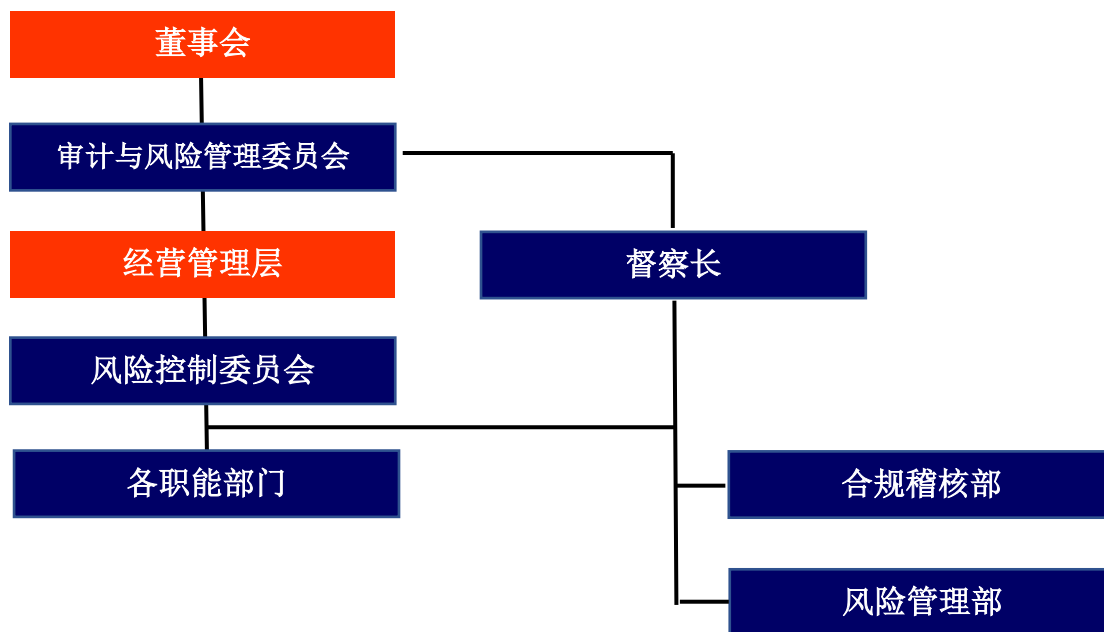 董事会
审计与风险管理委员会
经营管理层
督察长
风险控制委员会
各职能部门
合规稽核部
风险管理部